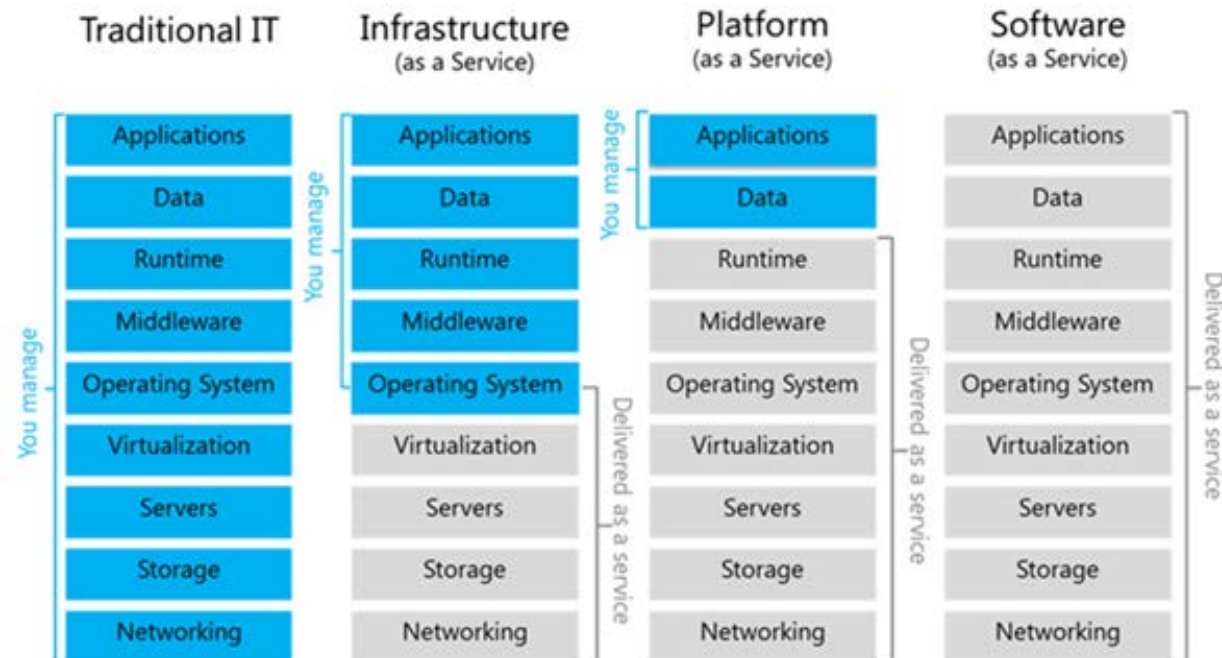 Traditional IT
Infrastructure
(as a Service)
Platform
(as a Service)
Software
(as a Service)
You manage
Applications
Data
Runtime
Middleware
Operating System
Virtualization
Servers
Storage
Networking
You manage
Applications
Data
Runtime
Middleware
Operating System
Virtualization
Servers
Storage
Networking
Delivered as a service
You manage
Applications
Data
Runtime
Middleware
Operating System
Virtualization
Servers
Storage
Networking
Delivered as a service
Applications
Data
Runtime
Middleware
Operating System
Virtualization
Servers
Storage
Networking
Delivered as a service